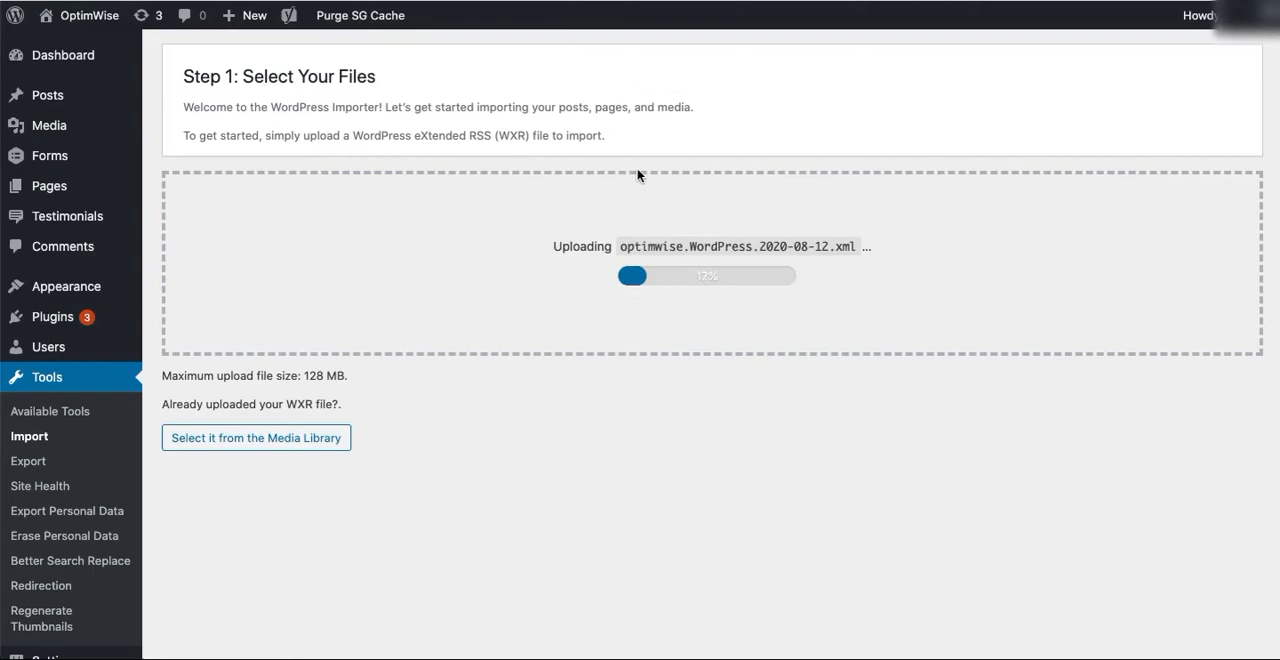 OptimWise 3 0 New Purge SG Cache Howdy
Dashboard
Posts
Media
Forms
Pages
Testimonials
Comments
Appearance
Plugins 3
Users
Tools
Available Tools
Import
Export
Site Health
Export Personal Data
Erase Personal Data
Better Search Replace
Redirection
Regenerate
Thumbnails
Step 1: Select Your Files
Welcome to the WordPress Importer! Let's get started importing your posts, pages, and media.
To get started, simply upload a WordPress eXtended RSS (WXR) file to import.
Uploading optimwise.WordPress.2020-08-12.xml ...
17%
Maximum upload file size: 128 MB.
Already uploaded your WXR file?.
Select it from the Media Library